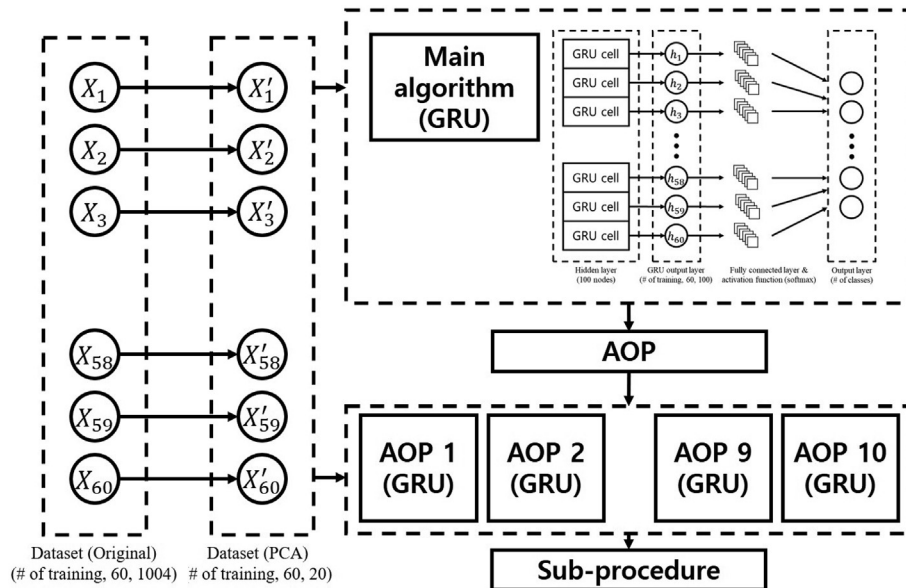 X₁
X₂
X₃
X₅₈
X₅₉
X₆₀
Dataset (Original)
(# of training, 60, 1004)
X′₁
X′₂
X′₃
X′₅₈
X′₅₉
X′₆₀
Dataset (PCA)
# of training, 60, 20)
Main
algorithm
(GRU)
GRU cell
GRU cell
GRU cell
GRU cell
GRU cell
GRU cell
Hidden layer
(100 nodes)
h₁
h₂
h₃
h₅₈
h₅₉
h₆₀
GRU output layer
(# of training, 60, 100)
Fully connected layer &
activation function (softmax)
Output layer
(# of classes)
AOP
AOP 1
(GRU)
AOP 2
(GRU)
AOP 9
(GRU)
AOP 10
(GRU)
Sub-procedure